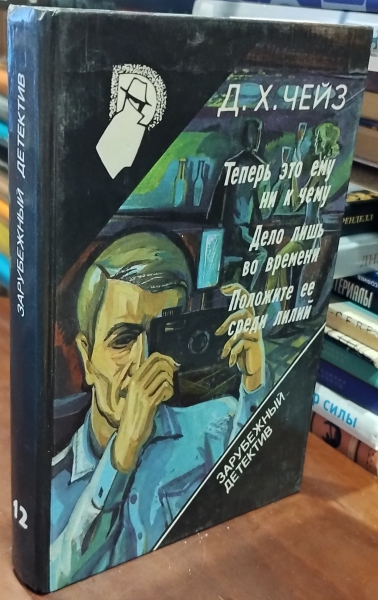 ЗАРУБЕЖНЫЙ ДЕТЕКТИВ
12
Д. Х. ЧЕЙЗ
Теперь это ему
ни к чему
Дело лишь
во времени
Положите ее
среди лилий
ЗАРУБЕЖНЫЙ
ДЕТЕКТИВ
СИЛЫ